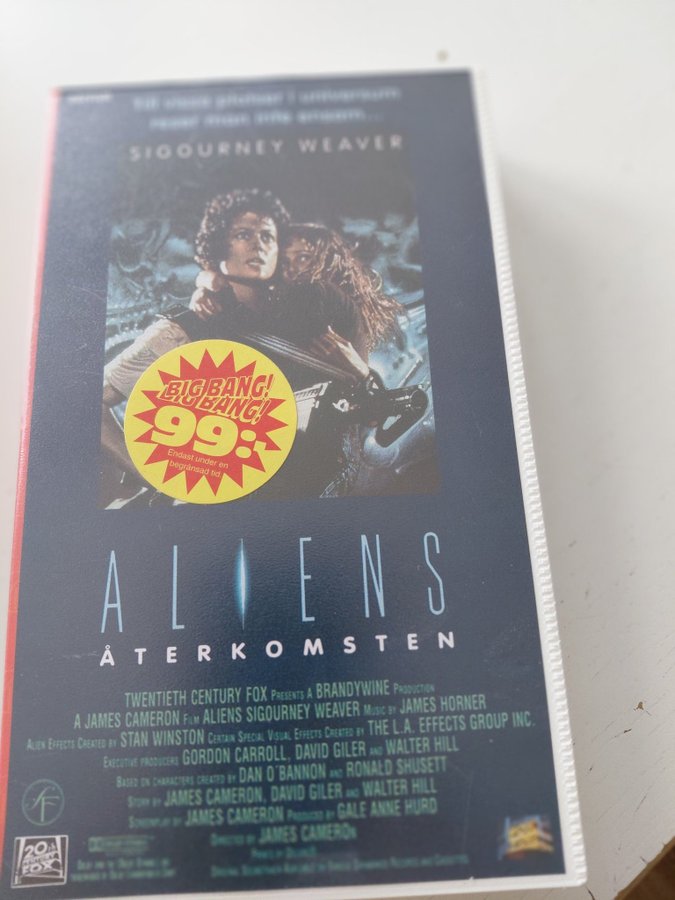 Till vissa platser i universum
reser man inte ensam...
SIGOURNEY WEAVER
BIG BANG!
BIG BANG!
99:-
Endast under en
begränsad tid
ALIENS
ÅTERKOMSTEN
TWENTIETH CENTURY FOX PRESENTS A BRANDYWINE PRODUCTION
A JAMES CAMERON FILM ALIENS SIGOURNEY WEAVER MUSIC BY JAMES HORNER
ALIEN EFFECTS CREATED BY STAN WINSTON CERTAIN SPECIAL VISUAL EFFECTS CREATED BY THE L.A. EFFECTS GROUP INC.
EXECUTIVE PRODUCERS GORDON CARROLL, DAVID GILER AND WALTER HILL
BASED ON CHARACTERS CREATED BY DAN O'BANNON AND RONALD SHUSETT
STORY BY JAMES CAMERON, DAVID GILER AND WALTER HILL
SCREENPLAY BY JAMES CAMERON PRODUCED BY GALE ANNE HURD
DIRECTED BY JAMES CAMERON
SF
20th
CENTURY
FOX